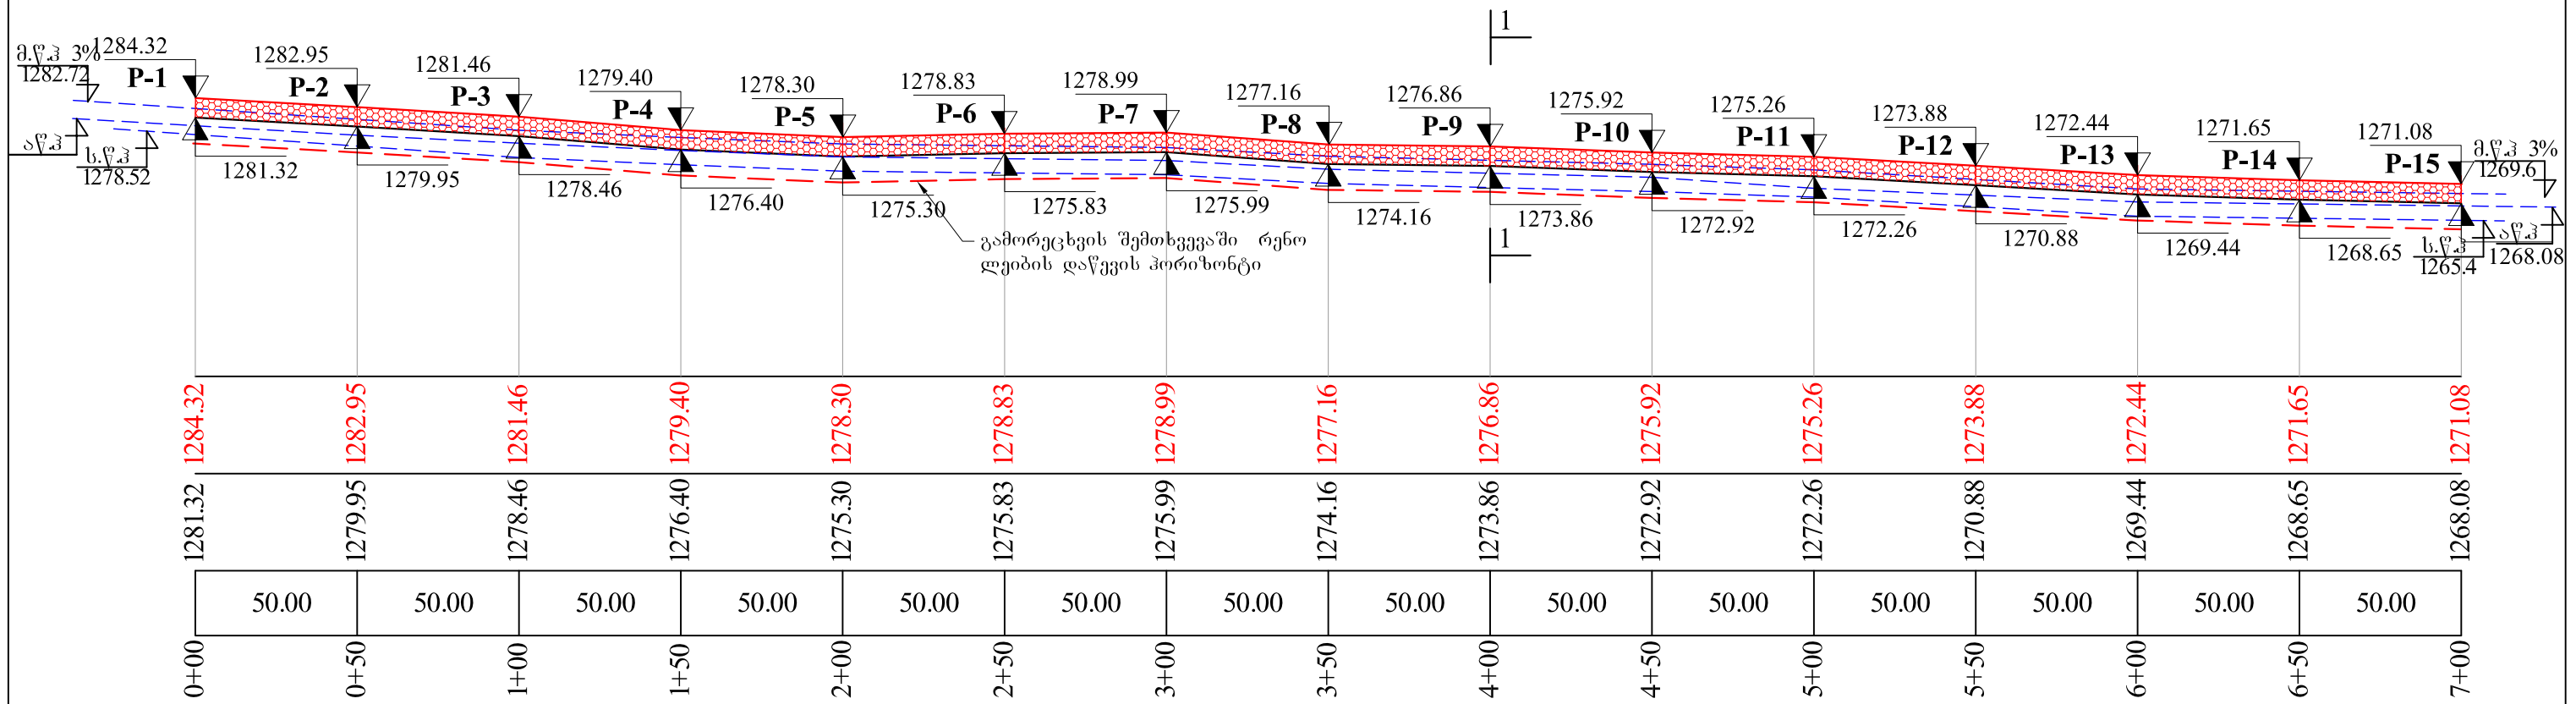 1
მ.წ.ჰ 3%
1282.72
ა.წ.ჰ
ს.წ.ჰ
1278.52
1284.32
P-1
1281.32
1282.95
P-2
1279.95
1281.46
P-3
1278.46
1279.40
P-4
1276.40
1278.30
P-5
1275.30
1278.83
P-6
1275.83
1278.99
P-7
1275.99
1277.16
P-8
1274.16
1276.86
P-9
1273.86
1275.92
P-10
1272.92
1275.26
P-11
1272.26
1273.88
P-12
1270.88
1272.44
P-13
1269.44
1271.65
P-14
1268.65
1271.08
P-15
მ.წ.ჰ 3%
1269.6
ს.წ.ჰ
1265.4
ა.წ.ჰ
1268.08
1
გამორეცხვის შემთხვევაში რენო
ლეიბის დაწევის ჰორიზონტი
1284.32 1282.95 1281.46 1279.40 1278.30 1278.83 1278.99 1277.16 1276.86 1275.92 1275.26 1273.88 1272.44 1271.65 1271.08
1281.32 1279.95 1278.46 1276.40 1275.30 1275.83 1275.99 1274.16 1273.86 1272.92 1272.26 1270.88 1269.44 1268.65 1268.08
50.00 50.00 50.00 50.00 50.00 50.00 50.00 50.00 50.00 50.00 50.00 50.00 50.00 50.00
0+00 0+50 1+00 1+50 2+00 2+50 3+00 3+50 4+00 4+50 5+00 5+50 6+00 6+50 7+00